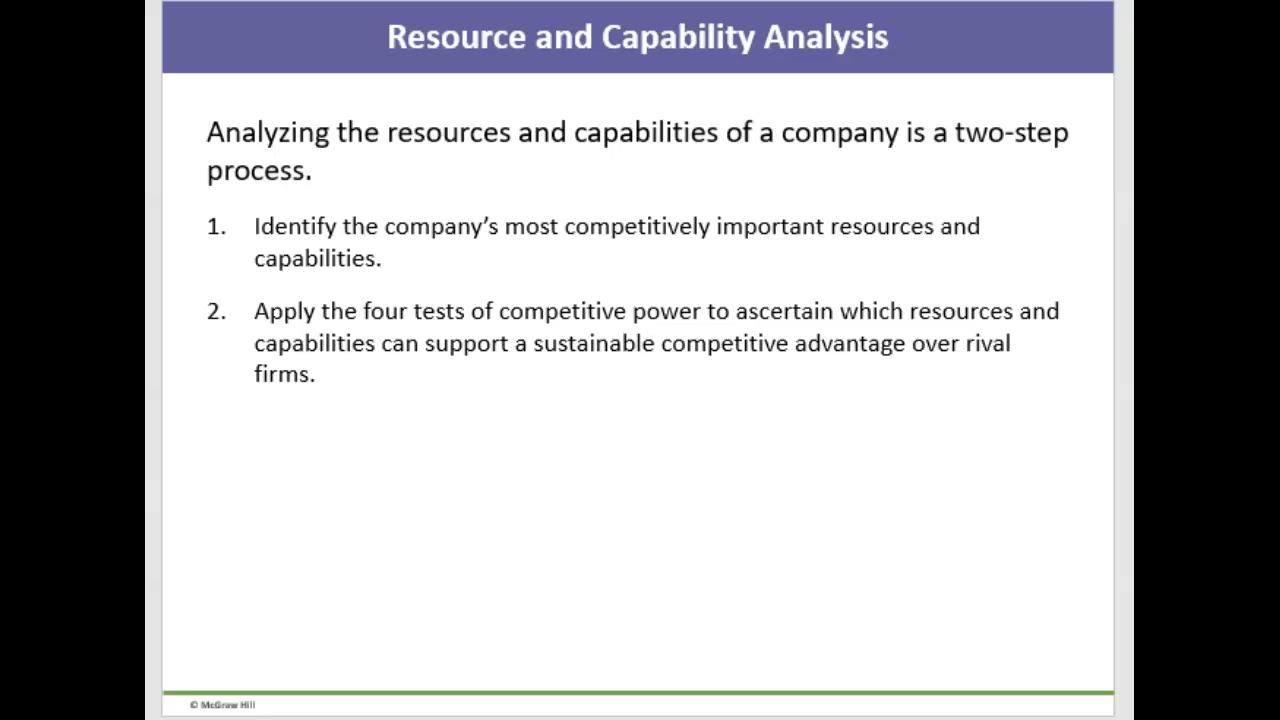 Resource and Capability Analysis
Analyzing the resources and capabilities of a company is a two-step
process.
1. Identify the company’s most competitively important resources and
capabilities.
2. Apply the four tests of competitive power to ascertain which resources and
capabilities can support a sustainable competitive advantage over rival
firms.
© McGraw Hill